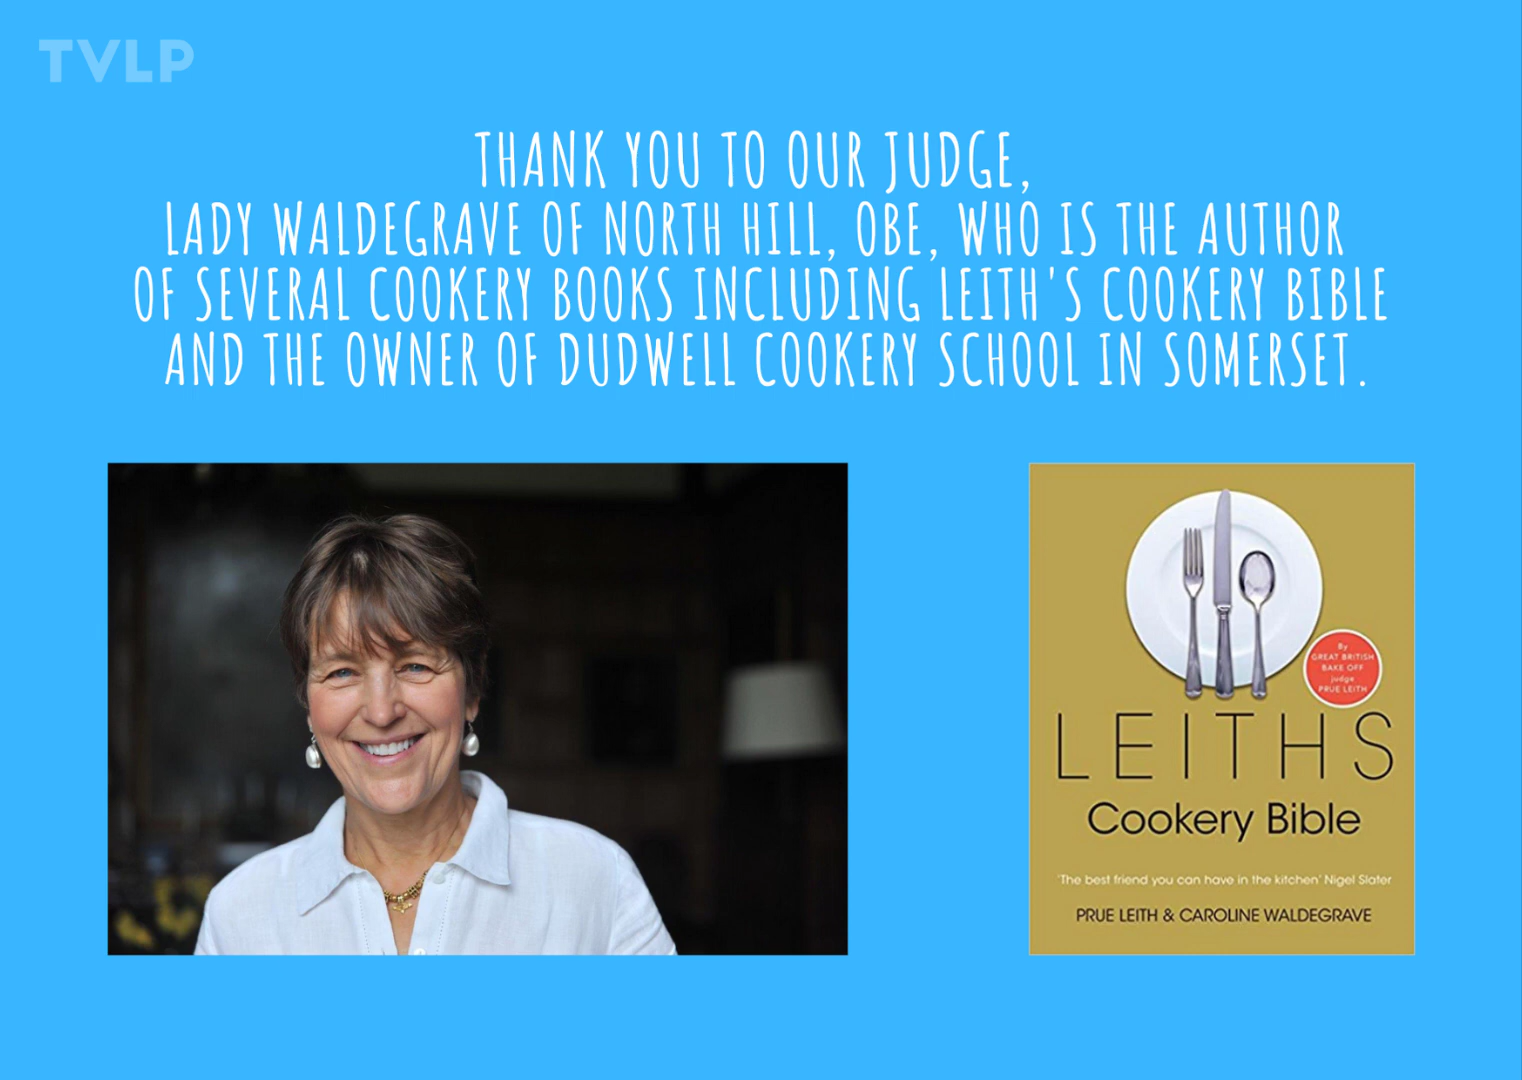 TVLP
THANK YOU TO OUR JUDGE,
LADY WALDEGRAVE OF NORTH HILL, OBE, WHO IS THE AUTHOR
OF SEVERAL COOKERY BOOKS INCLUDING LEITH'S COOKERY BIBLE
AND THE OWNER OF DUDWELL COOKERY SCHOOL IN SOMERSET.
By
GREAT BRITISH
BAKE OFF
judge
PRUE LEITH
LEITHS
Cookery Bible
'The best friend you can have in the kitchen' Nigel Slater
PRUE LEITH & CAROLINE WALDEGRAVE